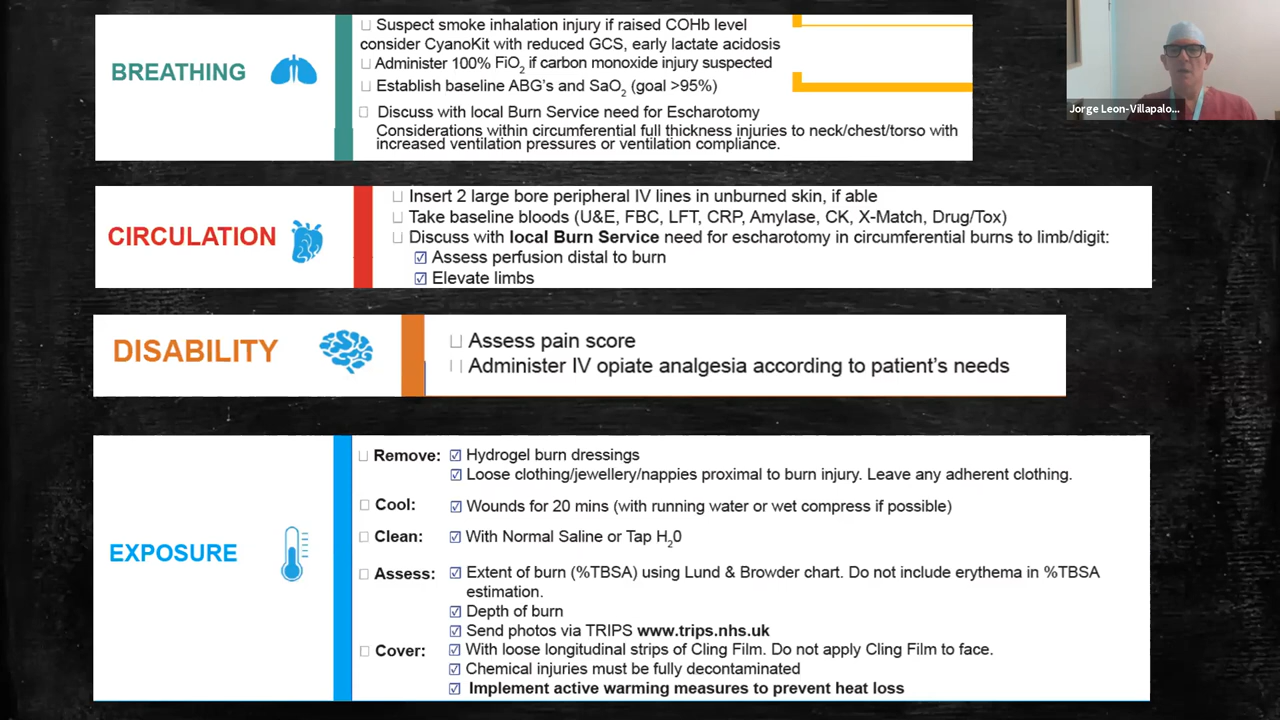 BREATHING
Suspect smoke inhalation injury if raised COHb level
consider CyanoKit with reduced GCS, early lactate acidosis
Administer 100% FiO2 if carbon monoxide injury suspected
Establish baseline ABG's and SaO2 (goal >95%)
Discuss with local Burn Service need for Escharotomy
Considerations within circumferential full thickness injuries to neck/chest/torso with
increased ventilation pressures or ventilation compliance.
Jorge Leon-Villapalo...
CIRCULATION
Insert 2 large bore peripheral IV lines in unburned skin, if able
Take baseline bloods (U&E, FBC, LFT, CRP, Amylase, CK, X-Match, Drug/Tox)
Discuss with local Burn Service need for escharotomy in circumferential burns to limb/digit:
Assess perfusion distal to burn
Elevate limbs
DISABILITY
Assess pain score
Administer IV opiate analgesia according to patient's needs
EXPOSURE
Remove: Hydrogel burn dressings
Loose clothing/jewellery/nappies proximal to burn injury. Leave any adherent clothing.
Cool: Wounds for 20 mins (with running water or wet compress if possible)
Clean: With Normal Saline or Tap H20
Assess: Extent of burn (%TBSA) using Lund & Browder chart. Do not include erythema in %TBSA
estimation.
Depth of burn
Send photos via TRIPS www.trips.nhs.uk
Cover: With loose longitudinal strips of Cling Film. Do not apply Cling Film to face.
Chemical injuries must be fully decontaminated
Implement active warming measures to prevent heat loss